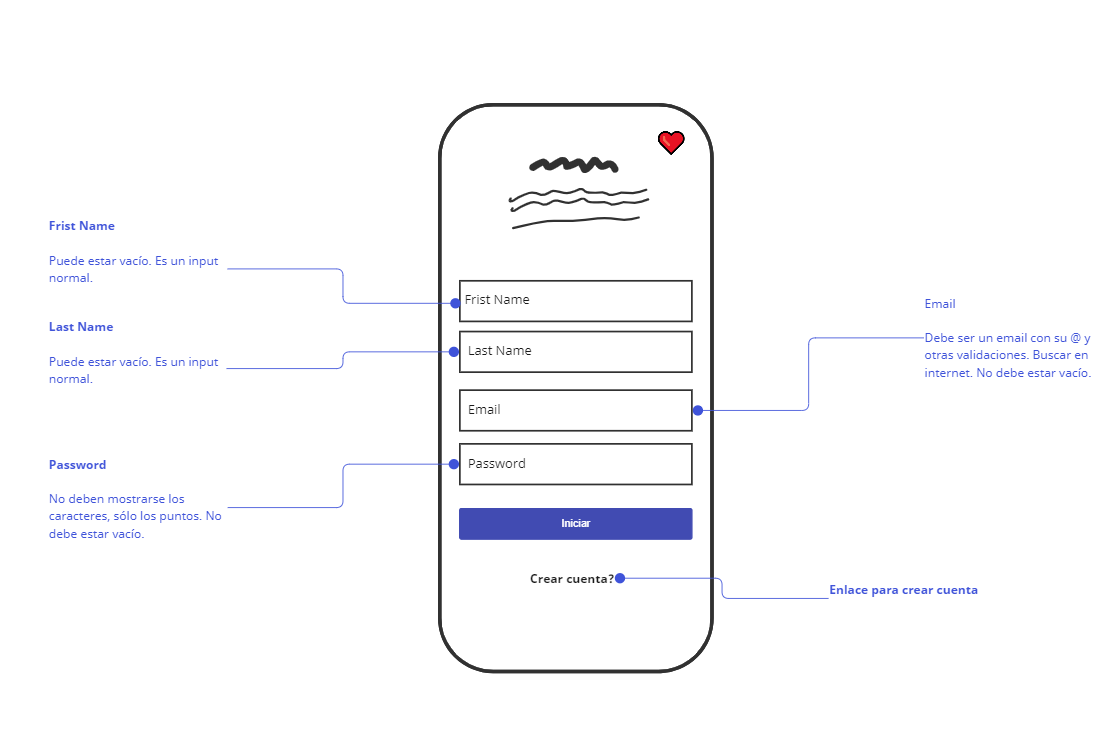 Frist Name
Puede estar vacío. Es un input
normal.
Last Name
Puede estar vacío. Es un input
normal.
Password
No deben mostrarse los
caracteres, sólo los puntos. No
debe estar vacío.
Frist Name
Last Name
Email
Password
Iniciar
Crear cuenta?
Email
Debe ser un email con su @ y
otras validaciones. Buscar en
internet. No debe estar vacío.
Enlace para crear cuenta